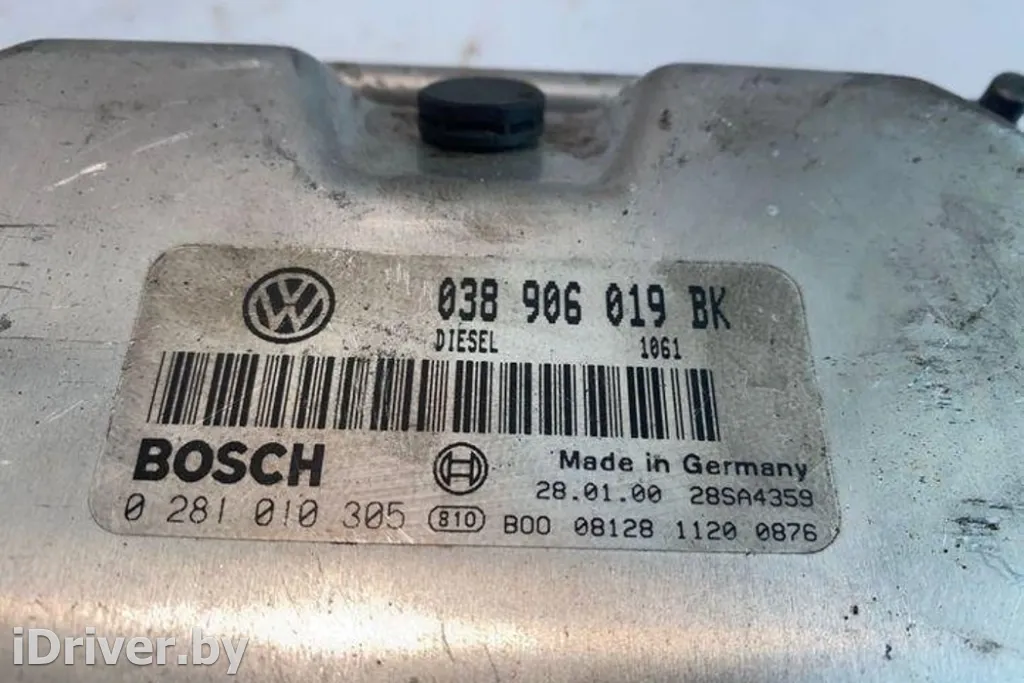 038 906 019 BK
DIESEL 1061
BOSCH
Made in Germany
28.01.00 28SA4359
0 281 010 305 810 B00 08128 1120 0876
iDriver.by